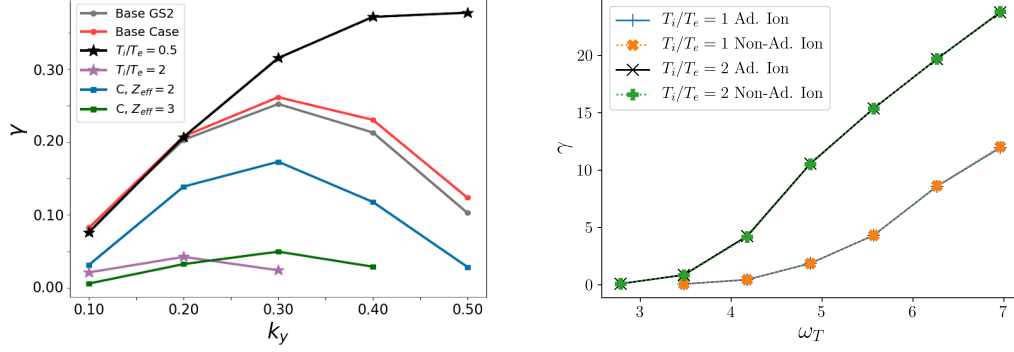 Base GS2
Base Case
T_i/T_e = 0.5
T_i/T_e = 2
C, Z_eff = 2
C, Z_eff = 3
0.30
0.20
0.10
0.00
γ
0.10 0.20 0.30 0.40 0.50
k_y
T_i/T_e = 1 Ad. Ion
T_i/T_e = 1 Non-Ad. Ion
T_i/T_e = 2 Ad. Ion
T_i/T_e = 2 Non-Ad. Ion
20
15
10
5
0
γ
3 4 5 6 7
ω_T